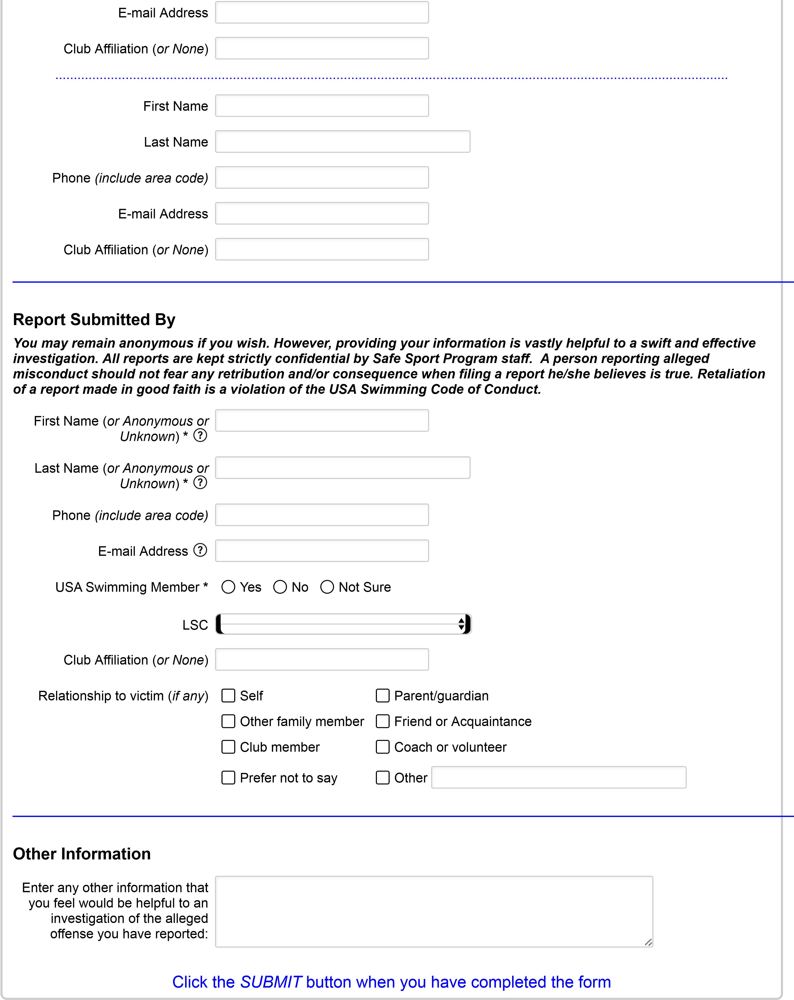 E-mail Address
Club Affiliation (or None)
First Name
Last Name
Phone (include area code)
E-mail Address
Club Affiliation (or None)
Report Submitted By
You may remain anonymous if you wish. However, providing your information is vastly helpful to a swift and effective
investigation. All reports are kept strictly confidential by Safe Sport Program staff.  A person reporting alleged
misconduct should not fear any retribution and/or consequence when filing a report he/she believes is true. Retaliation
of a report made in good faith is a violation of the USA Swimming Code of Conduct.
First Name (or Anonymous or
Unknown) * ?
Last Name (or Anonymous or
Unknown) * ?
Phone (include area code)
E-mail Address ?
USA Swimming Member * Yes No Not Sure
LSC
Club Affiliation (or None)
Relationship to victim (if any) Self Parent/guardian
Other family member Friend or Acquaintance
Club member Coach or volunteer
Prefer not to say Other
Other Information
Enter any other information that
you feel would be helpful to an
investigation of the alleged
offense you have reported:
Click the SUBMIT button when you have completed the form